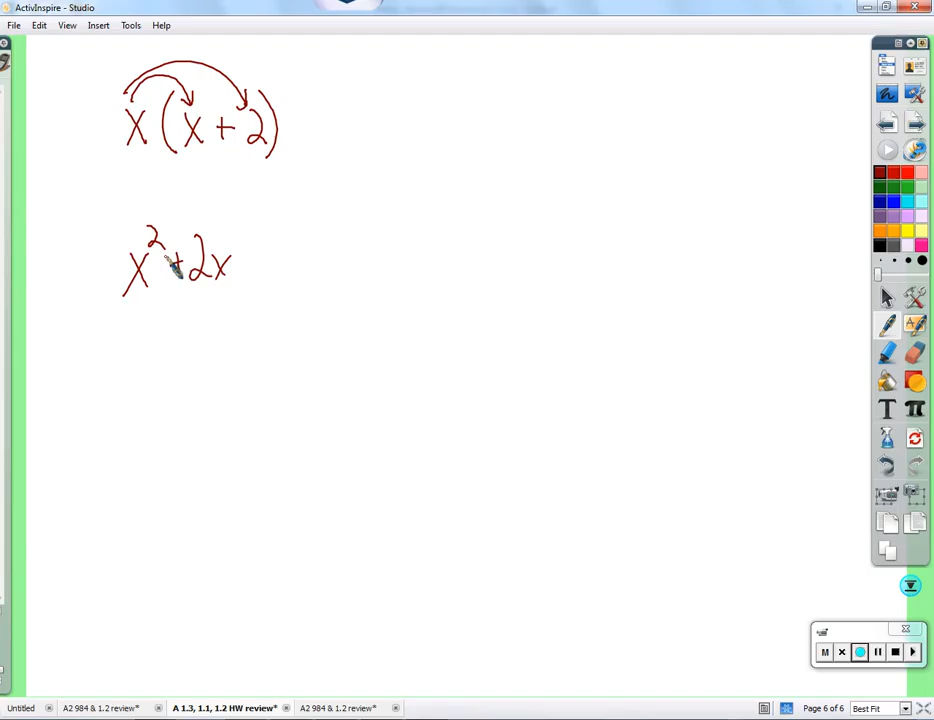 ActivInspire - Studio
File Edit View Insert Tools Help
x (x + 2)
x² + 2x
M
Untitled A2 984 & 1.2 review* A 1.3, 1.1, 1.2 HW review* A2 984 & 1.2 review* Page 6 of 6 Best Fit